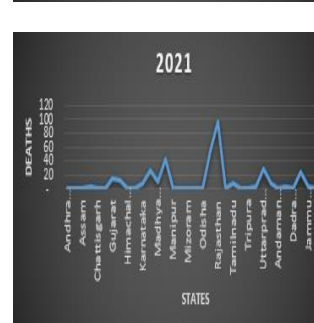 2021
DEATHS
120
100
80
60
40
20
-
Andhra...
Assam
Chattisgarh
Gujarat
Himachal...
Karnataka
Madhya...
Manipur
Mizoram
Odisha
Rajasthan
Tamilnadu
Tripura
Uttarprad...
Andaman...
Dadra...
Jammu...
STATES